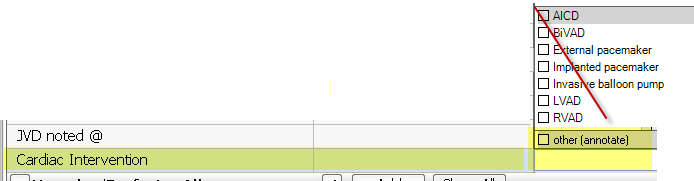 AICD
BiVAD
External pacemaker
Implanted pacemaker
Invasive balloon pump
LVAD
RVAD
JVD noted @
other (annotate)
Cardiac Intervention